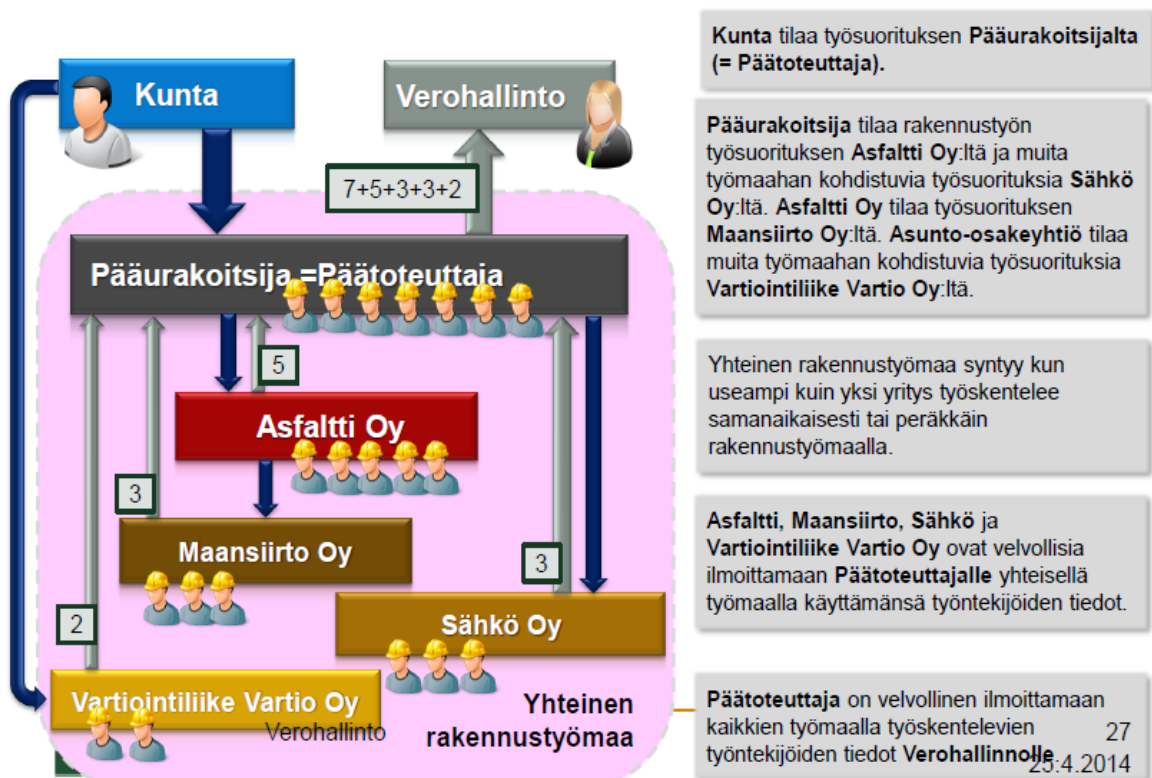 Kunta
Verohallinto
7+5+3+3+2
Pääurakoitsija =Päätoteuttaja
5
Asfaltti Oy
3
Maansiirto Oy
3
2
Sähkö Oy
Vartiointiliike Vartio Oy
Verohallinto
Yhteinen
rakennustyömaa
Kunta tilaa työsuorituksen Pääurakoitsijalta
(= Päätoteuttaja).
Pääurakoitsija tilaa rakennustyön
työsuorituksen Asfaltti Oy:ltä ja muita
työmaahan kohdistuvia työsuorituksia Sähkö
Oy:ltä. Asfaltti Oy tilaa työsuorituksen
Maansiirto Oy:ltä. Asunto-osakeyhtiö tilaa
muita työmaahan kohdistuvia työsuorituksia
Vartiointiliike Vartio Oy:ltä.
Yhteinen rakennustyömaa syntyy kun
useampi kuin yksi yritys työskentelee
samanaikaisesti tai peräkkäin
rakennustyömaalla.
Asfaltti, Maansiirto, Sähkö ja
Vartiointiliike Vartio Oy ovat velvollisia
ilmoittamaan Päätoteuttajalle yhteisellä
työmaalla käyttämänsä työntekijöiden tiedot.
Päätoteuttaja on velvollinen ilmoittamaan
kaikkien työmaalla työskentelevien
työntekijöiden tiedot Verohallinnolle.
27
25.4.2014